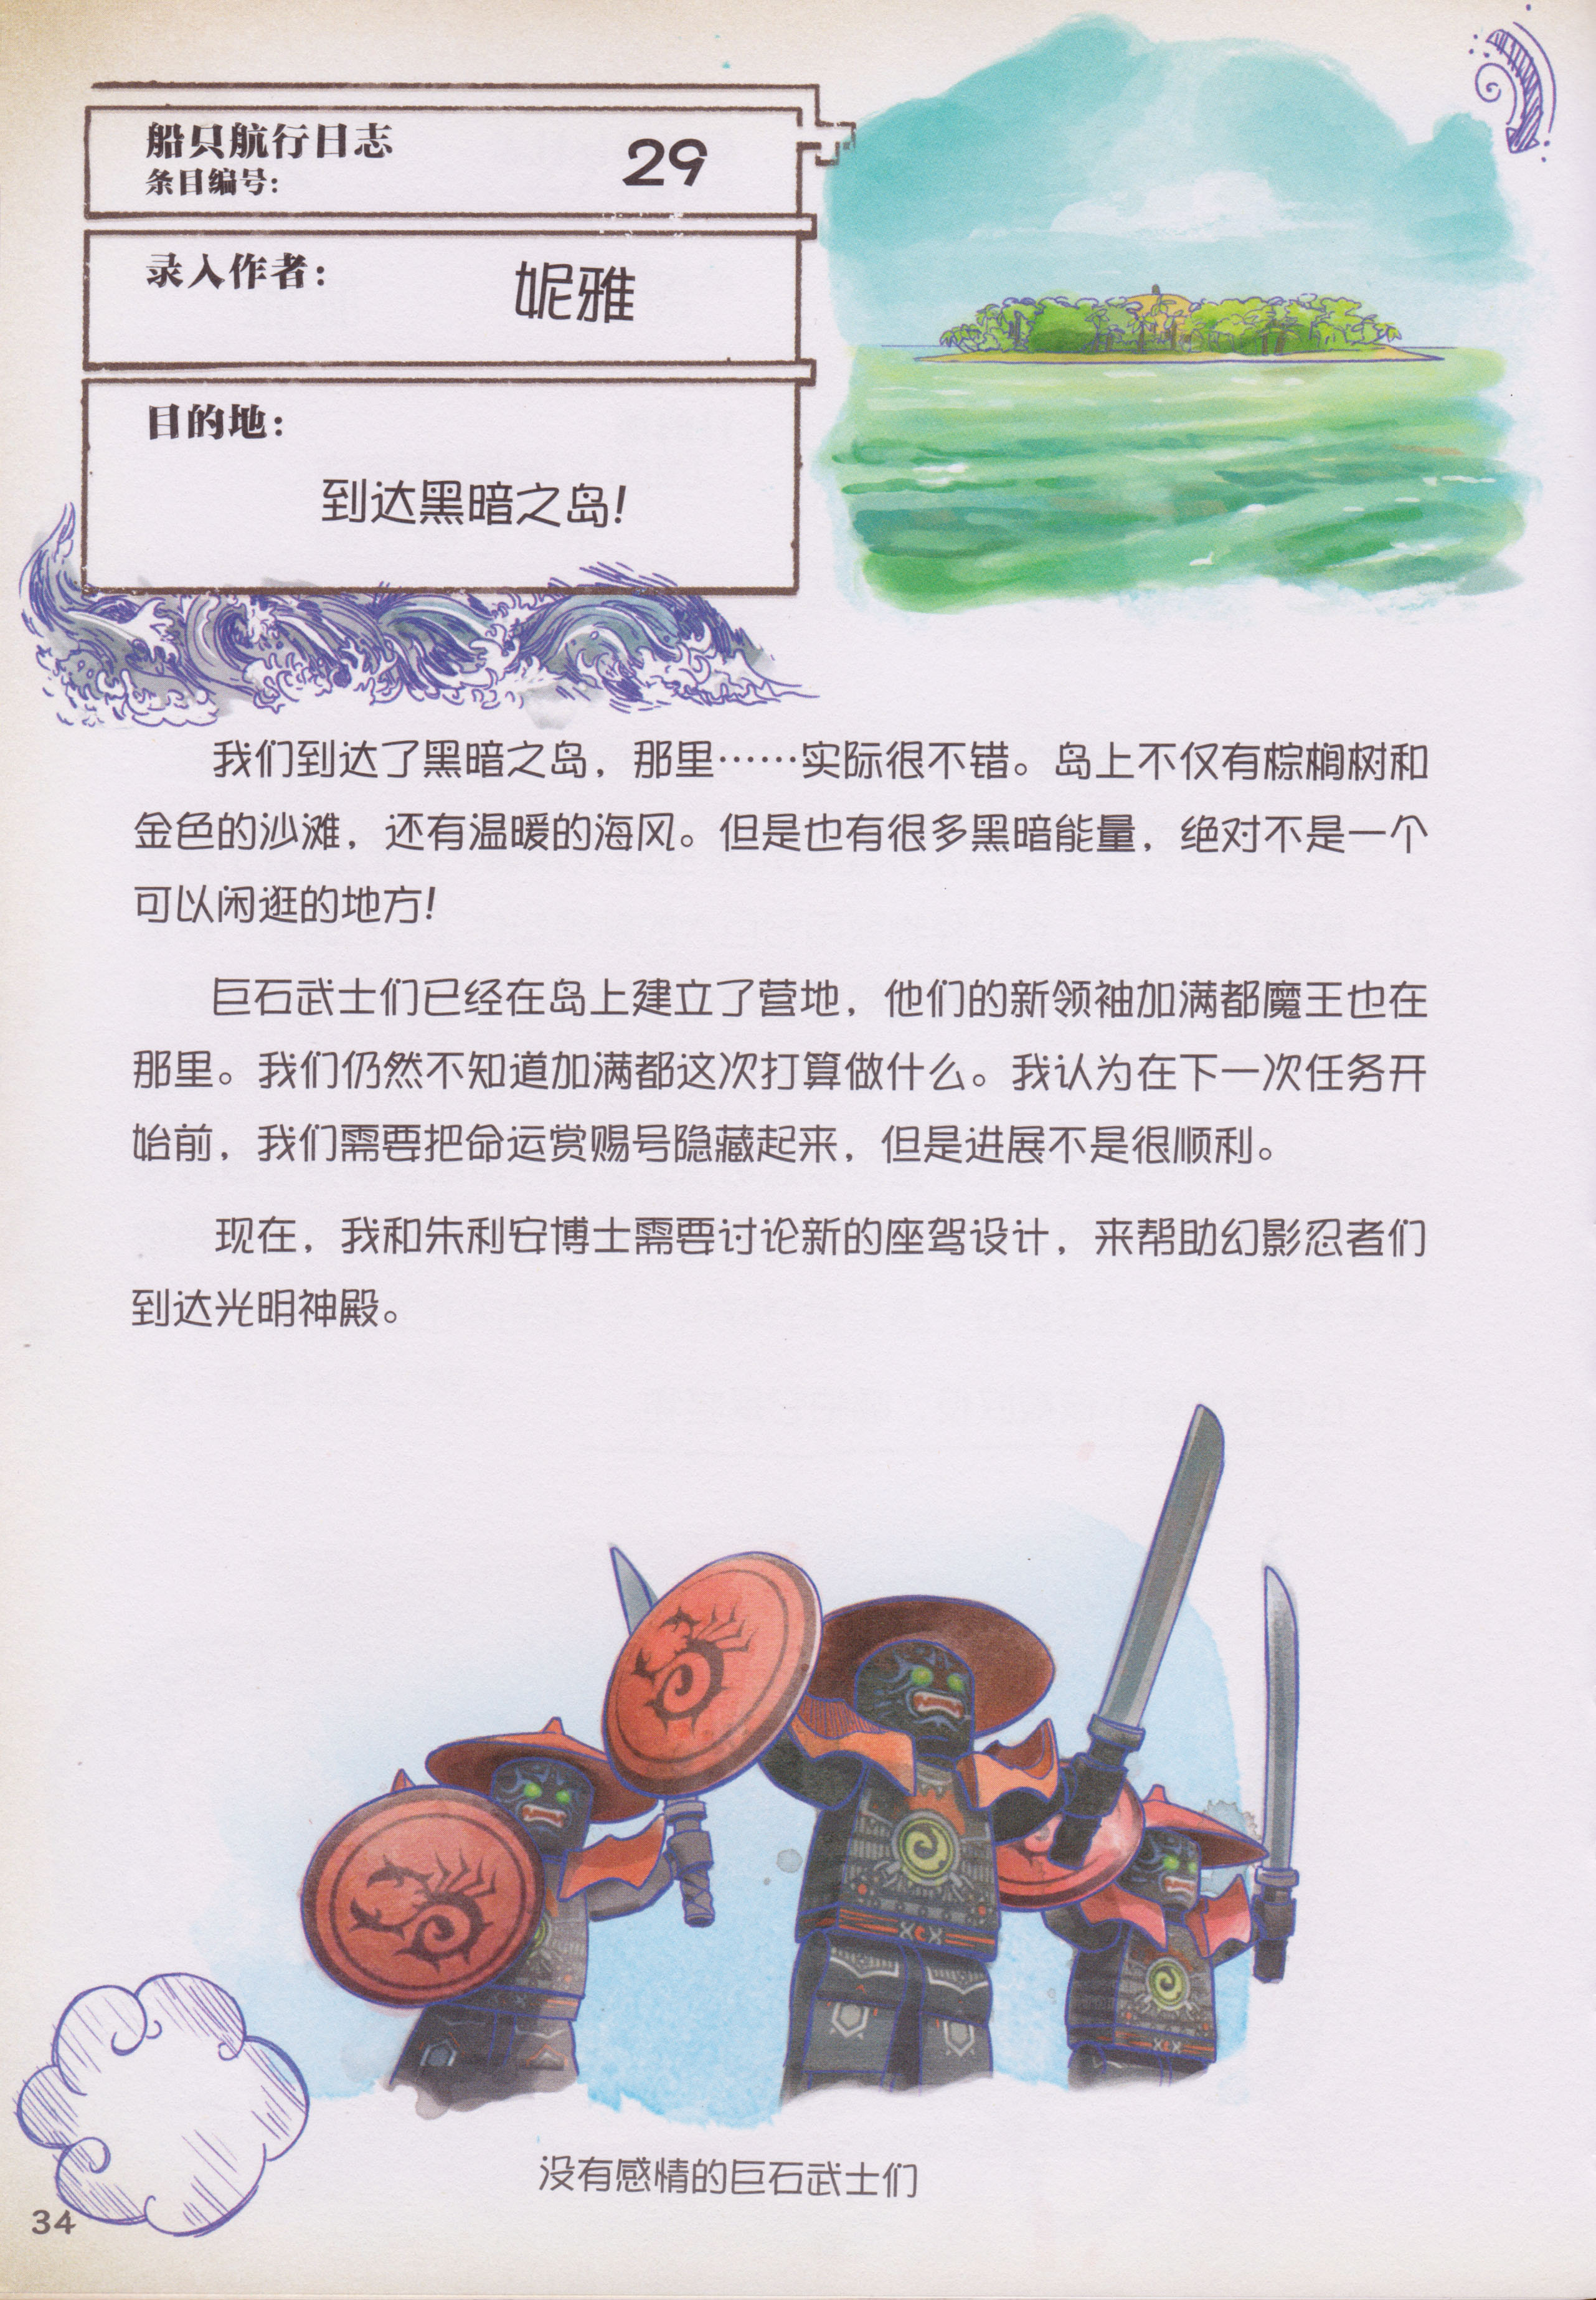 船只航行日志
条目编号:
29
录入作者:
妮雅
目的地:
到达黑暗之岛!
我们到达了黑暗之岛，那里……实际很不错。岛上不仅有棕榈树和
金色的沙滩，还有温暖的海风。但是也有很多黑暗能量，绝对不是一个
可以闲逛的地方!
巨石武士们已经在岛上建立了营地，他们的新领袖加满都魔王也在
那里。我们仍然不知道加满都这次打算做什么。我认为在下一次任务开
始前，我们需要把命运赏赐号隐藏起来，但是进展不是很顺利。
现在，我和朱利安博士需要讨论新的座驾设计，来帮助幻影忍者们
到达光明神殿。
没有感情的巨石武士们
34